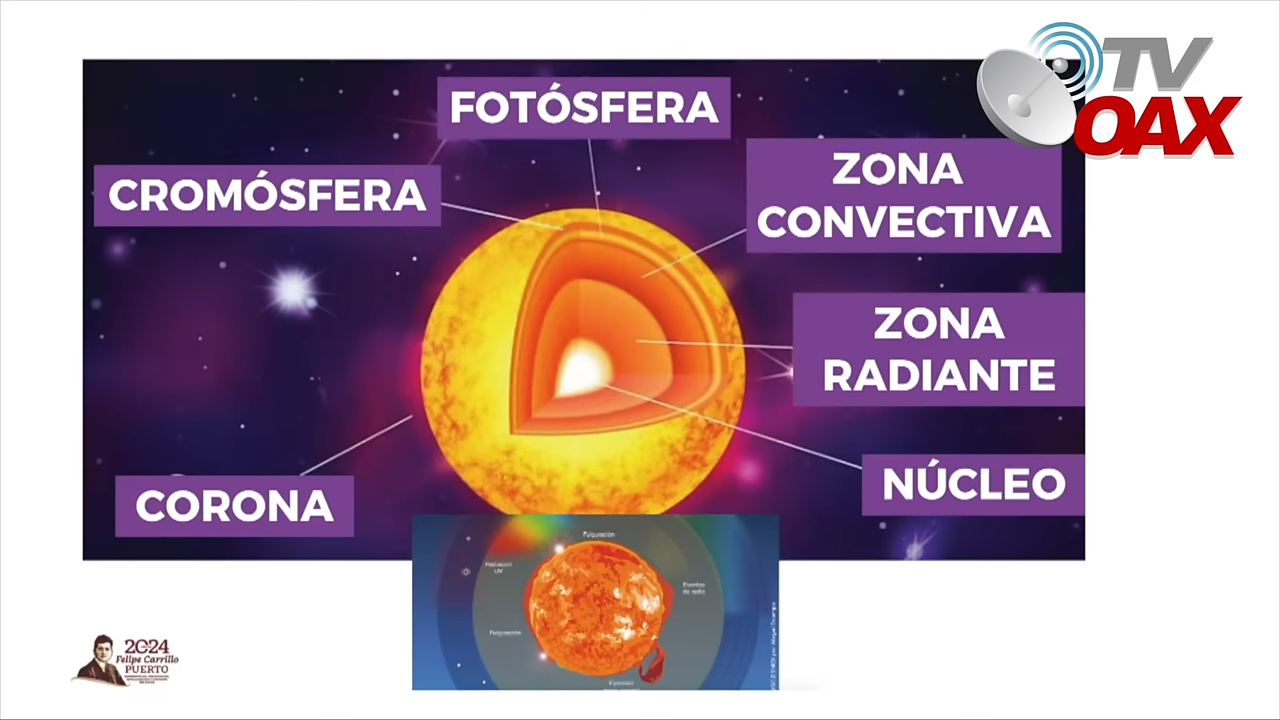 TV
OAX
FOTÓSFERA
CROMÓSFERA
ZONA
CONVECTIVA
ZONA
RADIANTE
NÚCLEO
CORONA
Fulguración
Radiación
UV
Eventos
de radio
Fulguración
2024
Felipe Carrillo
PUERTO